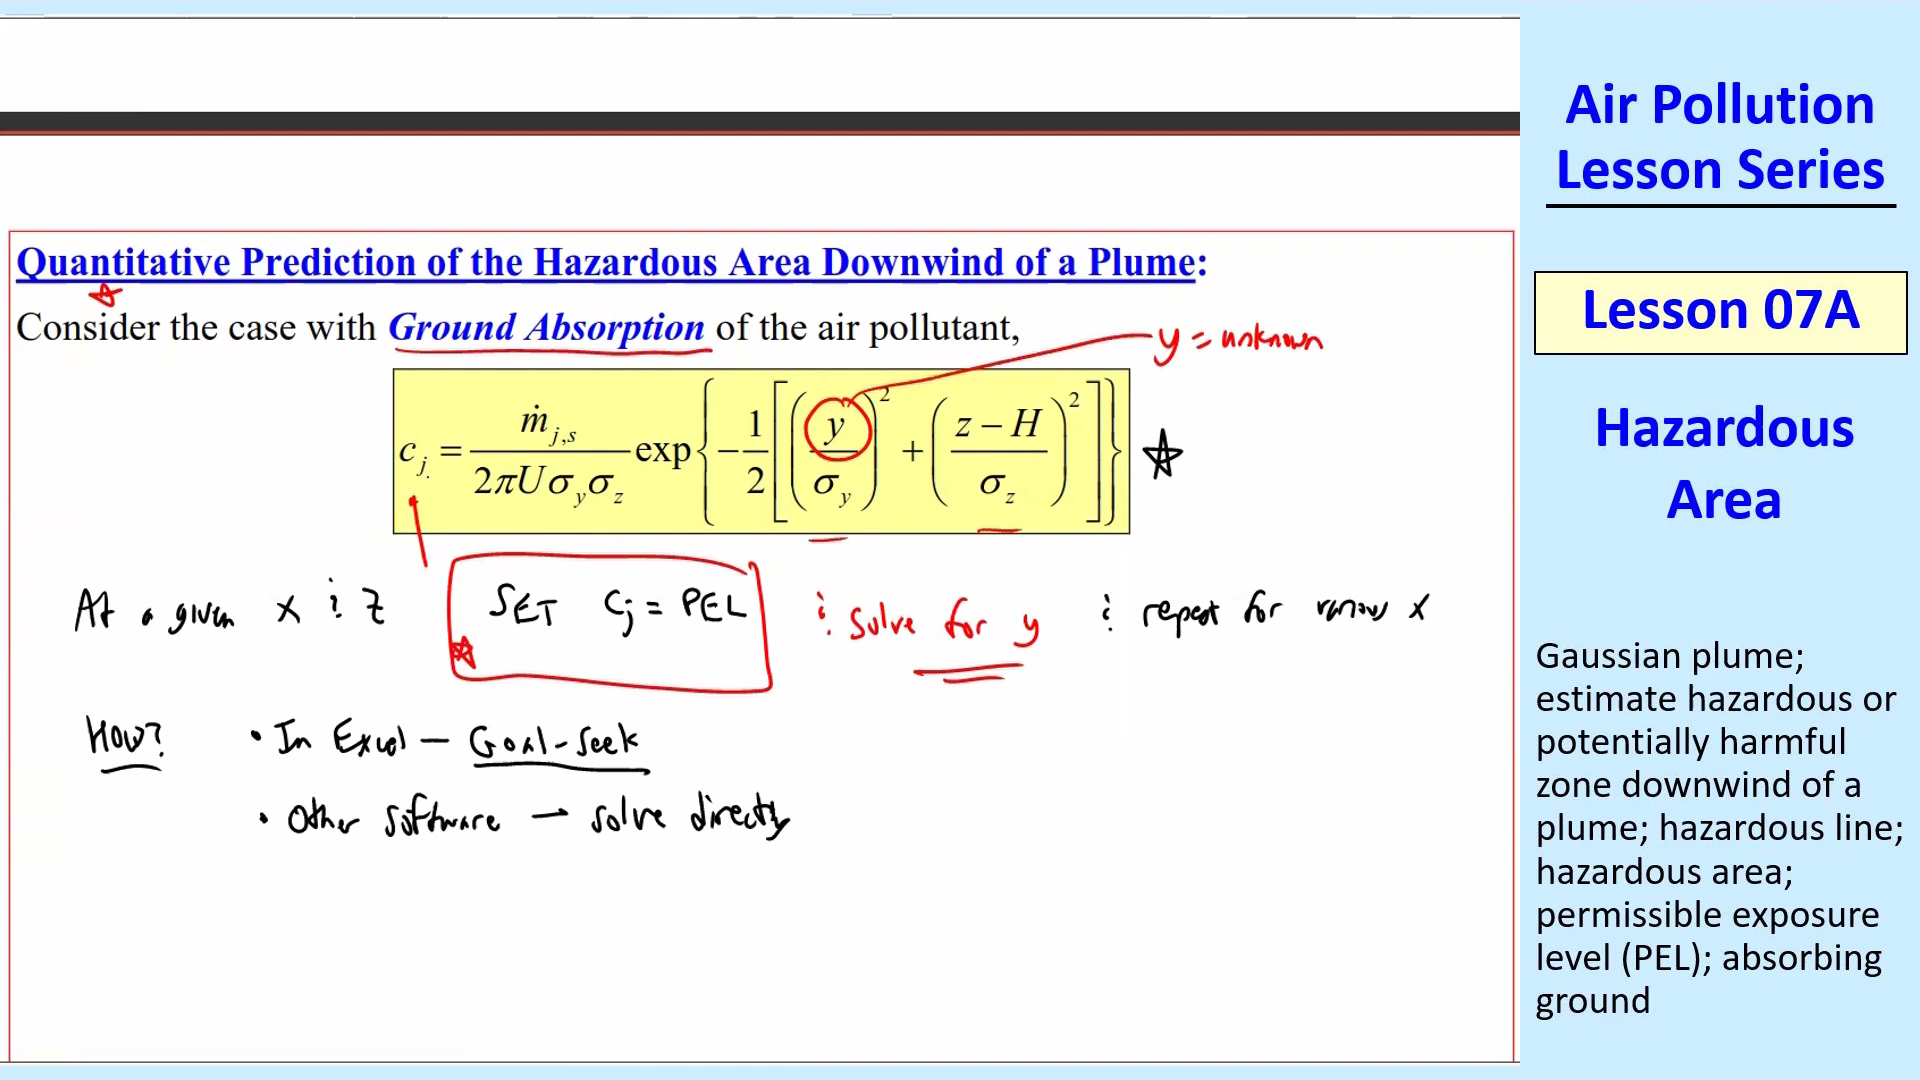 Quantitative Prediction of the Hazardous Area Downwind of a Plume:
Consider the case with Ground Absorption of the air pollutant,
y = unknown
c_j = ṁ_{j,s} / (2πUσ_yσ_z) exp{ -1/2 [ (y/σ_y)^2 + ((z − H)/σ_z)^2 ] }
At a given x & z SET Cj = PEL & solve for y & repeat for various x
How? • In Excel – Goal-Seek
• Other software → solve directly
Air Pollution
Lesson Series
Lesson 07A
Hazardous
Area
Gaussian plume;
estimate hazardous or
potentially harmful
zone downwind of a
plume; hazardous line;
hazardous area;
permissible exposure
level (PEL); absorbing
ground